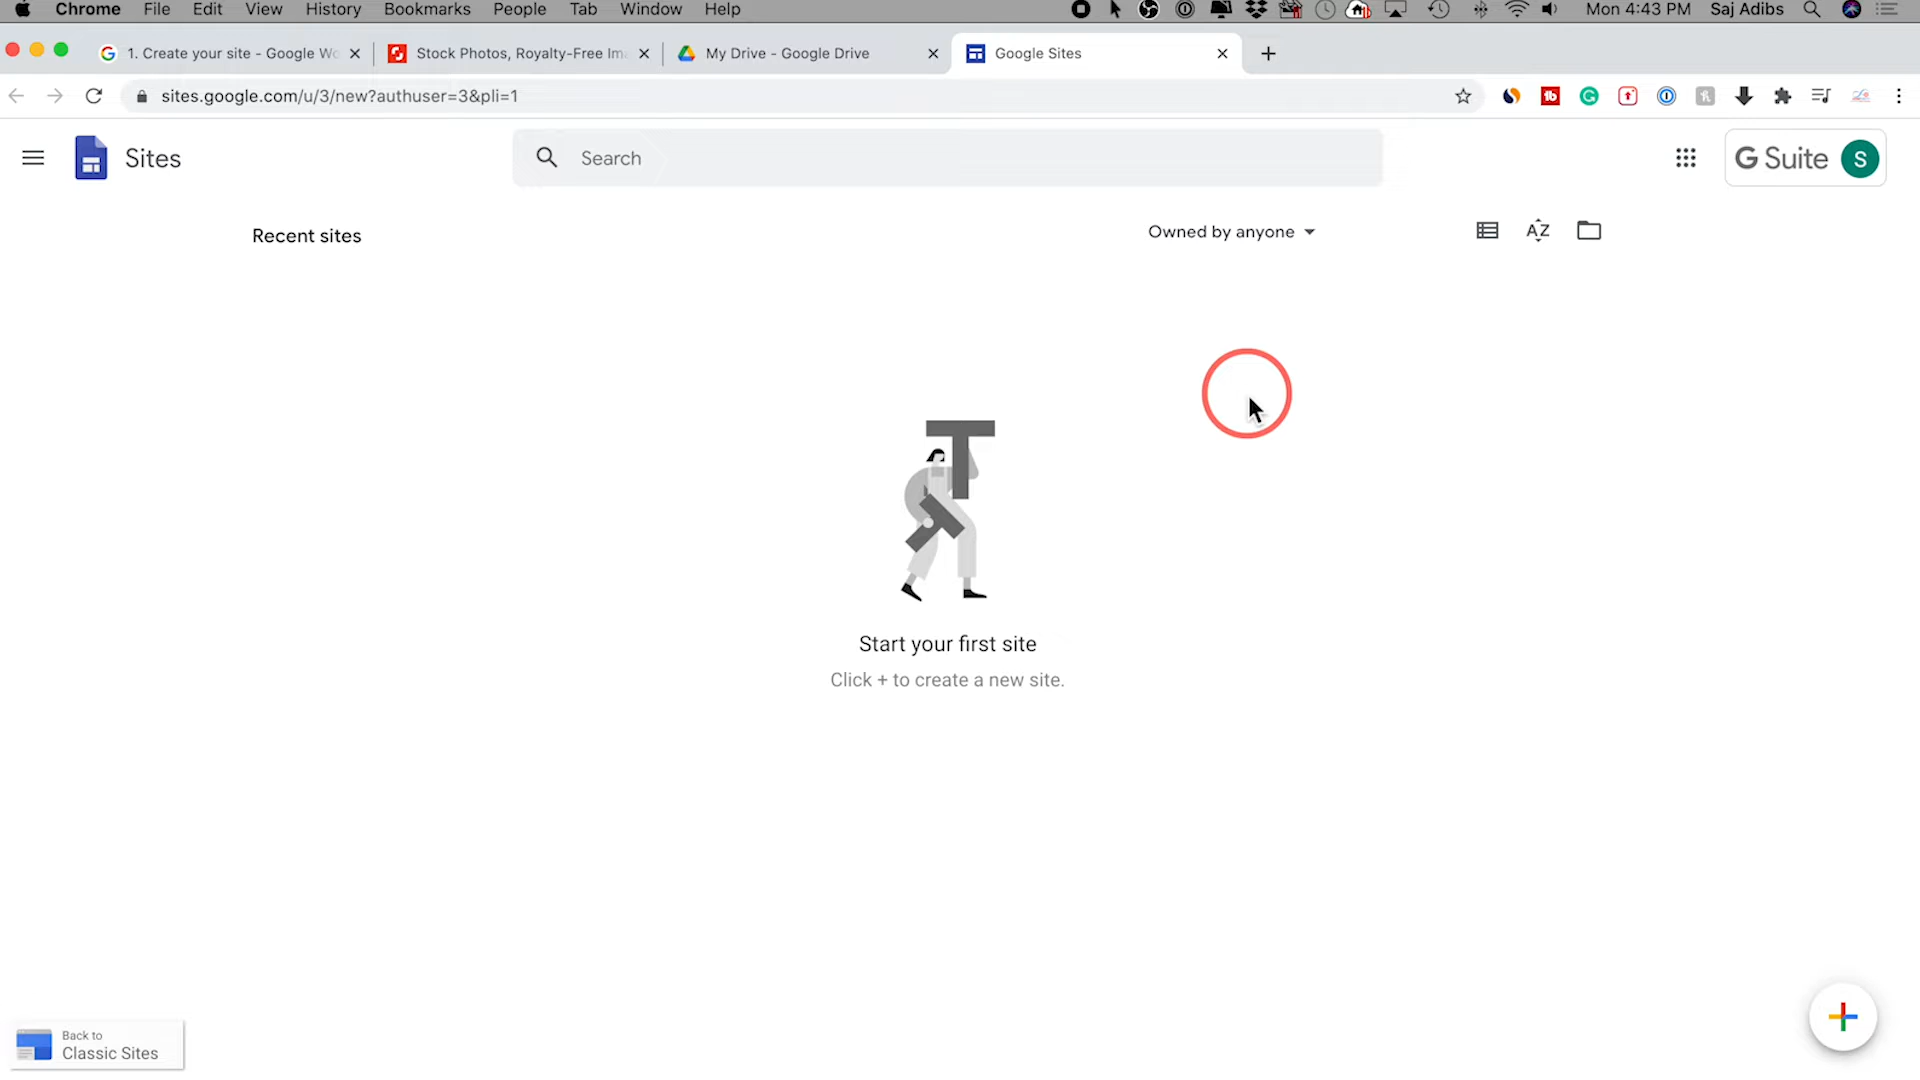 Chrome File Edit View History Bookmarks People Tab Window Help Mon 4:43 PM Saj Adibs
1. Create your site - Google Wo
Stock Photos, Royalty-Free Ima
My Drive - Google Drive
Google Sites
sites.google.com/u/3/new?authuser=3&pli=1
Sites
Search
G Suite S
Recent sites
Owned by anyone
AZ
Start your first site
Click + to create a new site.
Back to
Classic Sites